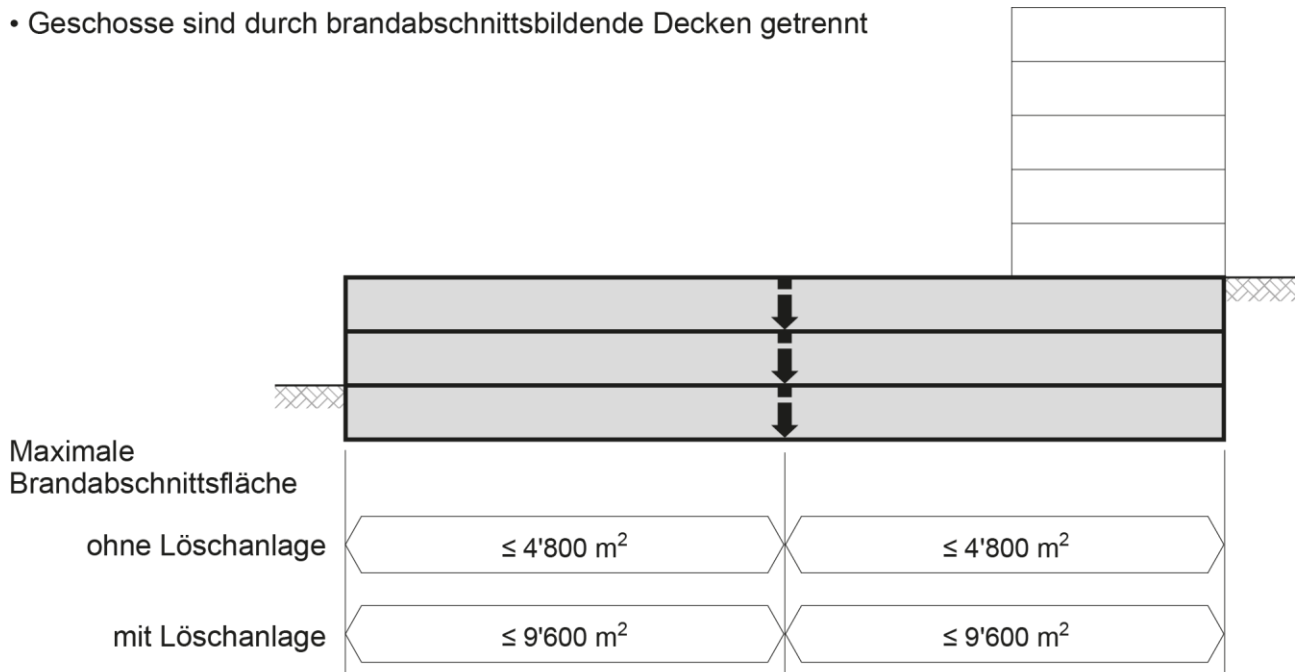 • Geschosse sind durch brandabschnittsbildende Decken getrennt
Maximale
Brandabschnittsfläche
ohne Löschanlage ≤ 4'800 m² ≤ 4'800 m²
mit Löschanlage ≤ 9'600 m² ≤ 9'600 m²